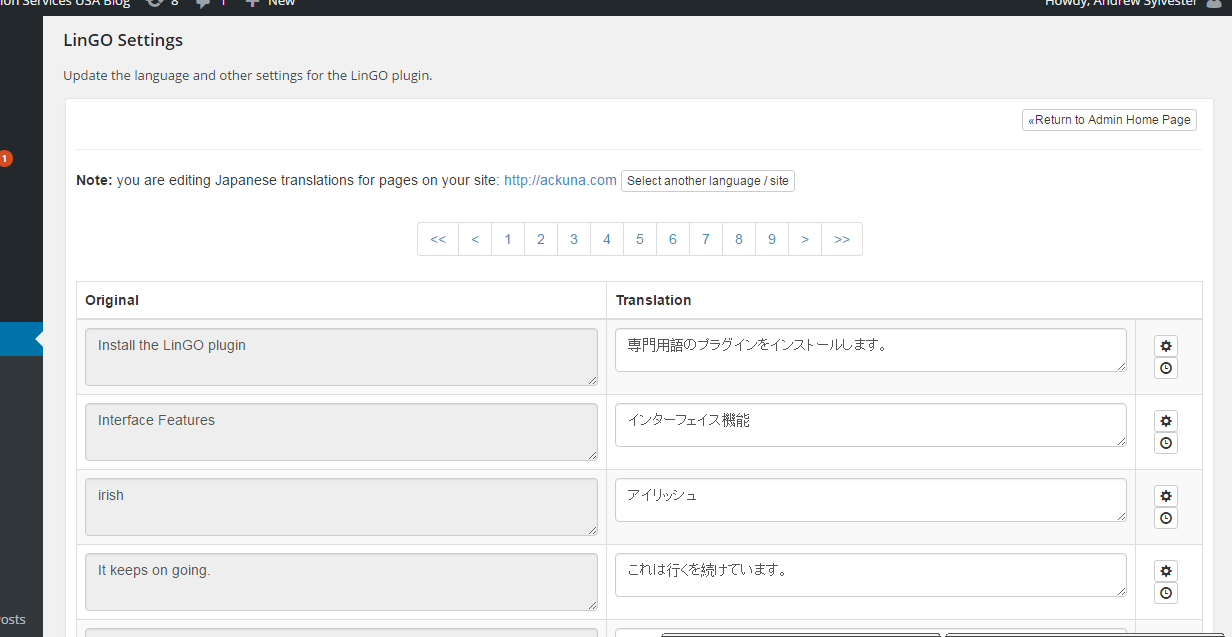 ion Services USA Blog 8 1 New Howdy, Andrew Sylvester
LinGO Settings
Update the language and other settings for the LinGO plugin.
«Return to Admin Home Page
1
Note: you are editing Japanese translations for pages on your site: http://ackuna.com Select another language / site
<< < 1 2 3 4 5 6 7 8 9 > >>
Original Translation
Install the LinGO plugin 専門用語のプラグインをインストールします。
Interface Features インターフェイス機能
irish アイリッシュ
It keeps on going. これは行くを続けています。
osts